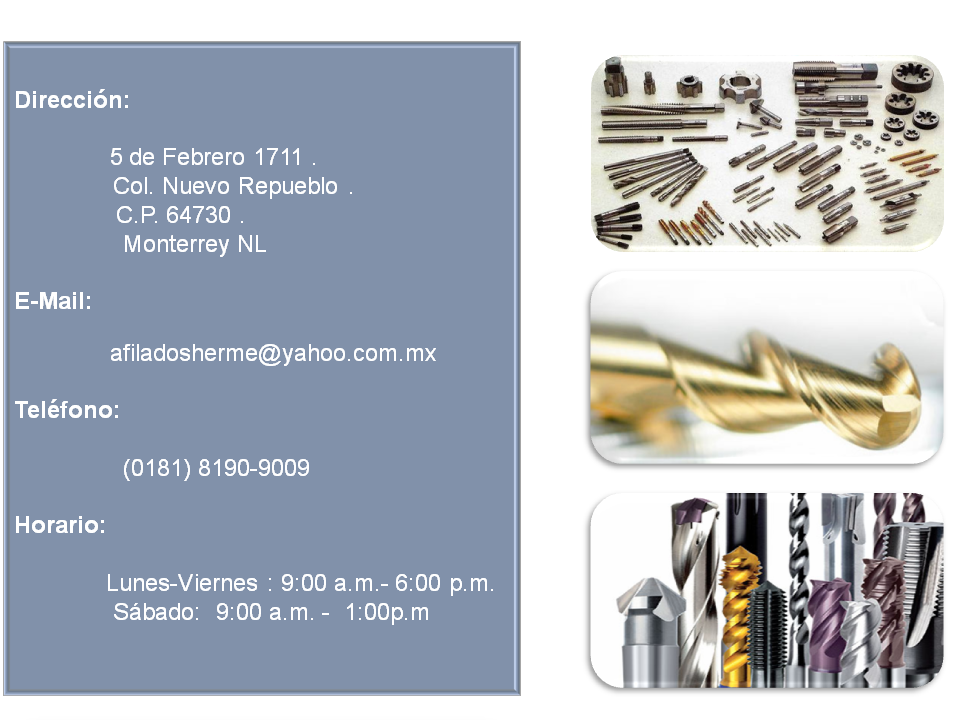 Dirección:
5 de Febrero 1711 .
Col. Nuevo Repueblo .
C.P. 64730 .
Monterrey NL
E-Mail:
afiladosherme@yahoo.com.mx
Teléfono:
(0181) 8190-9009
Horario:
Lunes-Viernes : 9:00 a.m.- 6:00 p.m.
Sábado: 9:00 a.m. - 1:00p.m